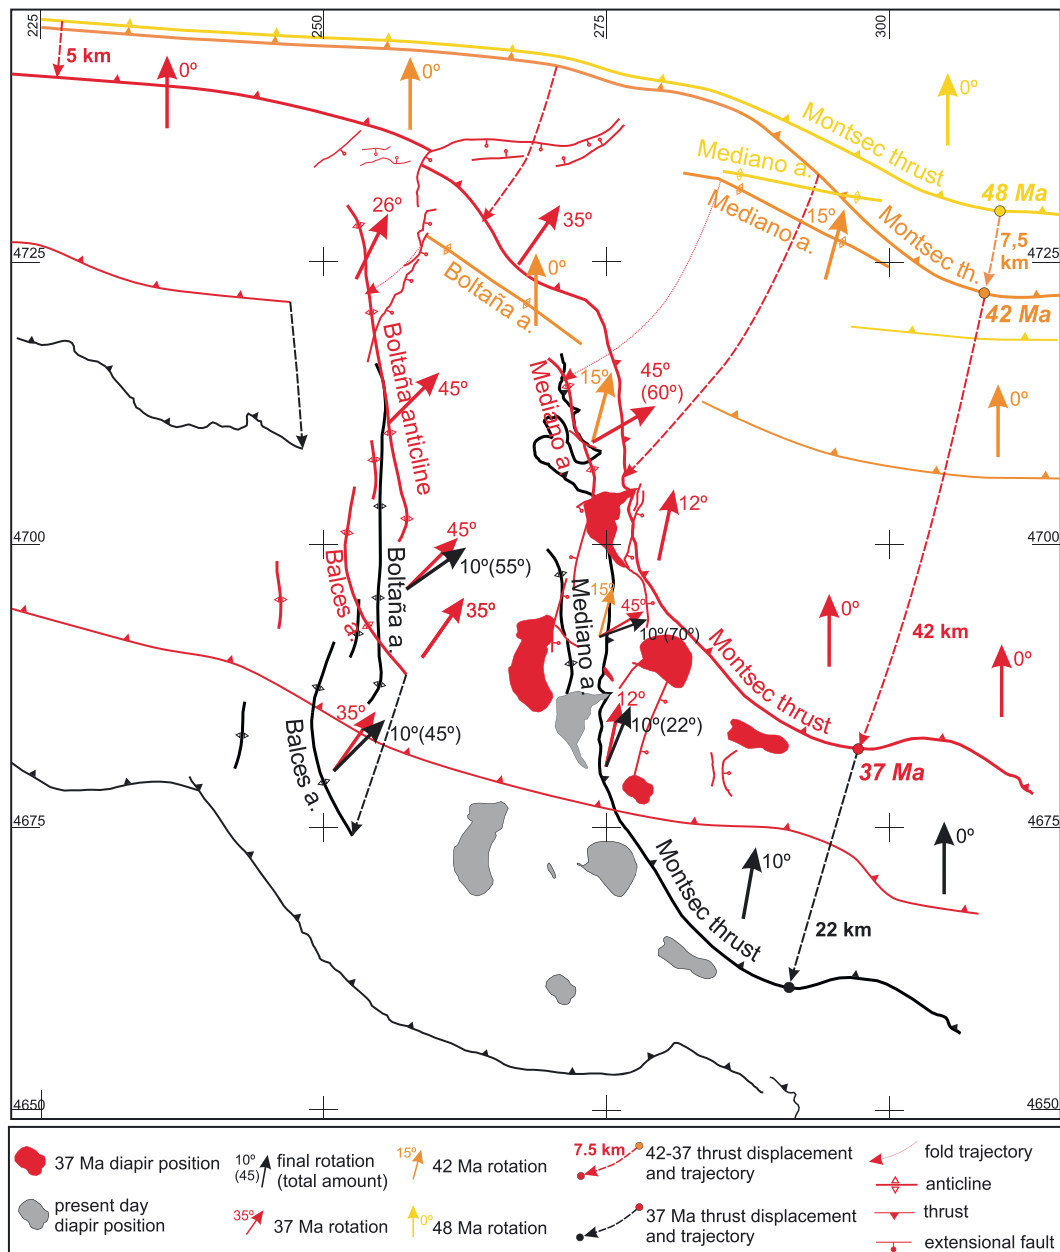 225
250
275
300
5 km
0º
0º
0º
Montsec thrust
Mediano a.
48 Ma
26º
35º
Mediano a.
15º
Montsec th.
7,5
km
4725
4725
0º
Boltaña a.
42 Ma
Boltaña anticline
45º
Mediano a.
15º
45º
(60º)
0º
12º
4700
4700
45º
10º(55º)
Balces a.
Boltaña a.
Mediano a.
15º
45º
10º(70º)
35º
0º
42 km
Montsec thrust
0º
35º
10º(45º)
12º
10º(22º)
Balces a.
37 Ma
4675
4675
Montsec thrust
10º
0º
22 km
4650
4650
37 Ma diapir position
present day
diapir position
10º
(45)
final rotation
(total amount)
35º
37 Ma rotation
15º
42 Ma rotation
0º
48 Ma rotation
7.5 km
42-37 thrust displacement
and trajectory
37 Ma thrust displacement
and trajectory
fold trajectory
anticline
thrust
extensional fault